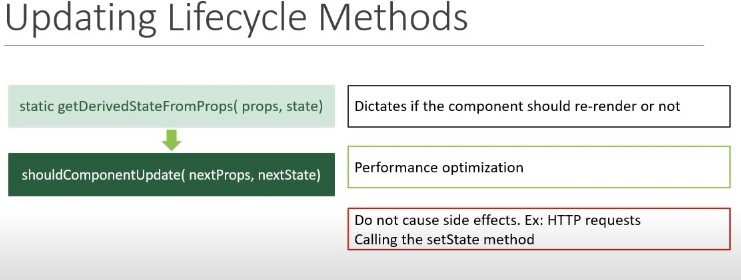 Updating Lifecycle Methods
static getDerivedStateFromProps( props, state)
Dictates if the component should re-render or not
shouldComponentUpdate( nextProps, nextState)
Performance optimization
Do not cause side effects. Ex: HTTP requests
Calling the setState method